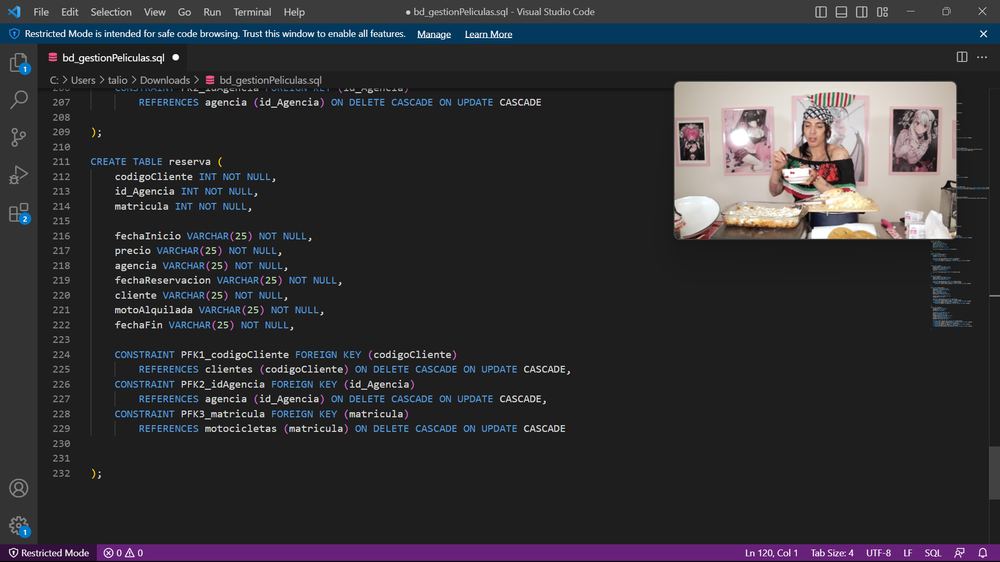 File Edit Selection View Go Run Terminal Help
● bd_gestionPeliculas.sql - Visual Studio Code
Restricted Mode is intended for safe code browsing. Trust this window to enable all features. Manage Learn More
1
bd_gestionPeliculas.sql ●
C: > Users > talio > Downloads > bd_gestionPeliculas.sql
206 CONSTRAINT FK2_idAgencia FOREIGN KEY (id_Agencia)
207 REFERENCES agencia (id_Agencia) ON DELETE CASCADE ON UPDATE CASCADE
208
209 );
210
211 CREATE TABLE reserva (
212 codigoCliente INT NOT NULL,
213 id_Agencia INT NOT NULL,
214 matricula INT NOT NULL,
215
216 fechaInicio VARCHAR(25) NOT NULL,
217 precio VARCHAR(25) NOT NULL,
218 agencia VARCHAR(25) NOT NULL,
219 fechaReservacion VARCHAR(25) NOT NULL,
220 cliente VARCHAR(25) NOT NULL,
221 motoAlquilada VARCHAR(25) NOT NULL,
222 fechaFin VARCHAR(25) NOT NULL,
223
224 CONSTRAINT PFK1_codigoCliente FOREIGN KEY (codigoCliente)
225 REFERENCES clientes (codigoCliente) ON DELETE CASCADE ON UPDATE CASCADE,
226 CONSTRAINT PFK2_idAgencia FOREIGN KEY (id_Agencia)
227 REFERENCES agencia (id_Agencia) ON DELETE CASCADE ON UPDATE CASCADE,
228 CONSTRAINT PFK3_matricula FOREIGN KEY (matricula)
229 REFERENCES motocicletas (matricula) ON DELETE CASCADE ON UPDATE CASCADE
230
231
232 );
2
1
Restricted Mode 0 0 Ln 120, Col 1 Tab Size: 4 UTF-8 LF SQL